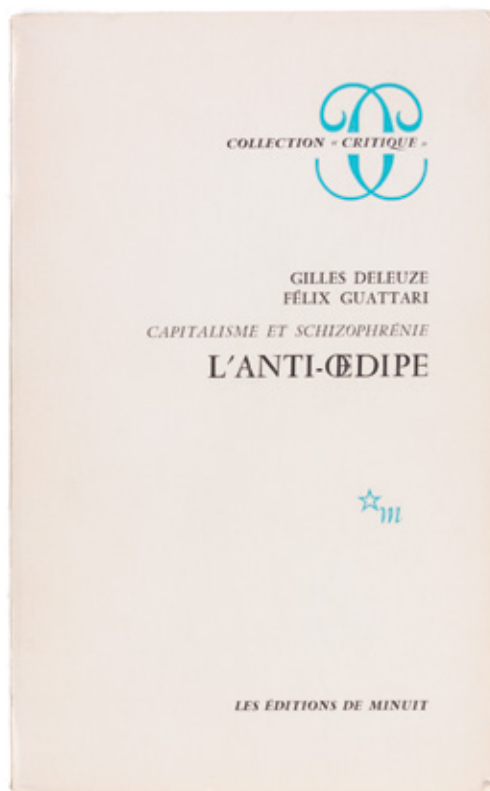 COLLECTION « CRITIQUE »
GILLES DELEUZE
FÉLIX GUATTARI
CAPITALISME ET SCHIZOPHRÉNIE
L'ANTI-ŒDIPE
m
LES ÉDITIONS DE MINUIT